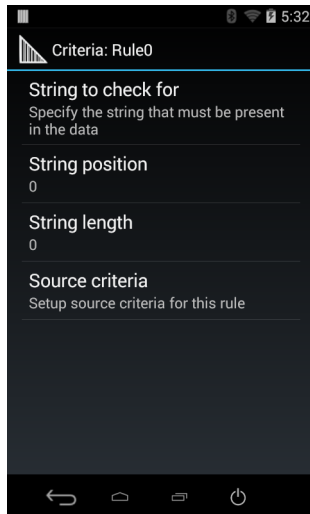 5:32
Criteria: Rule0
String to check for
Specify the string that must be present
in the data
String position
0
String length
0
Source criteria
Setup source criteria for this rule